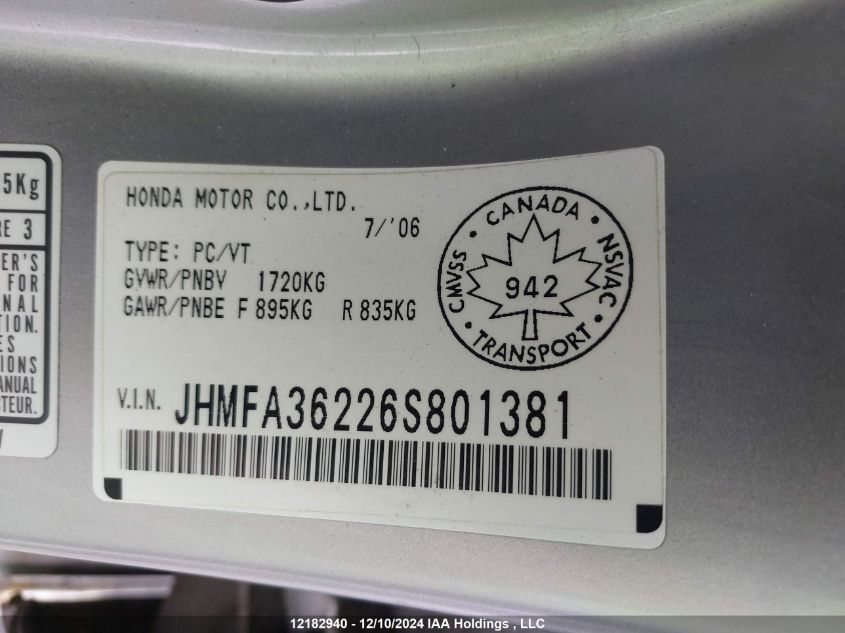 5Kg
RE 3
ER'S
FOR
NAL
TION.
ES
IONS
ANUAL
CTEUR.
HONDA MOTOR CO.,LTD.
7/'06
TYPE: PC/VT
GVWR/PNBV 1720KG
GAWR/PNBE F 895KG R 835KG
CANADA
NSVAC
TRANSPORT
CMVSS
942
V.I.N. JHMFA36226S801381
12182940 - 12/10/2024 IAA Holdings , LLC